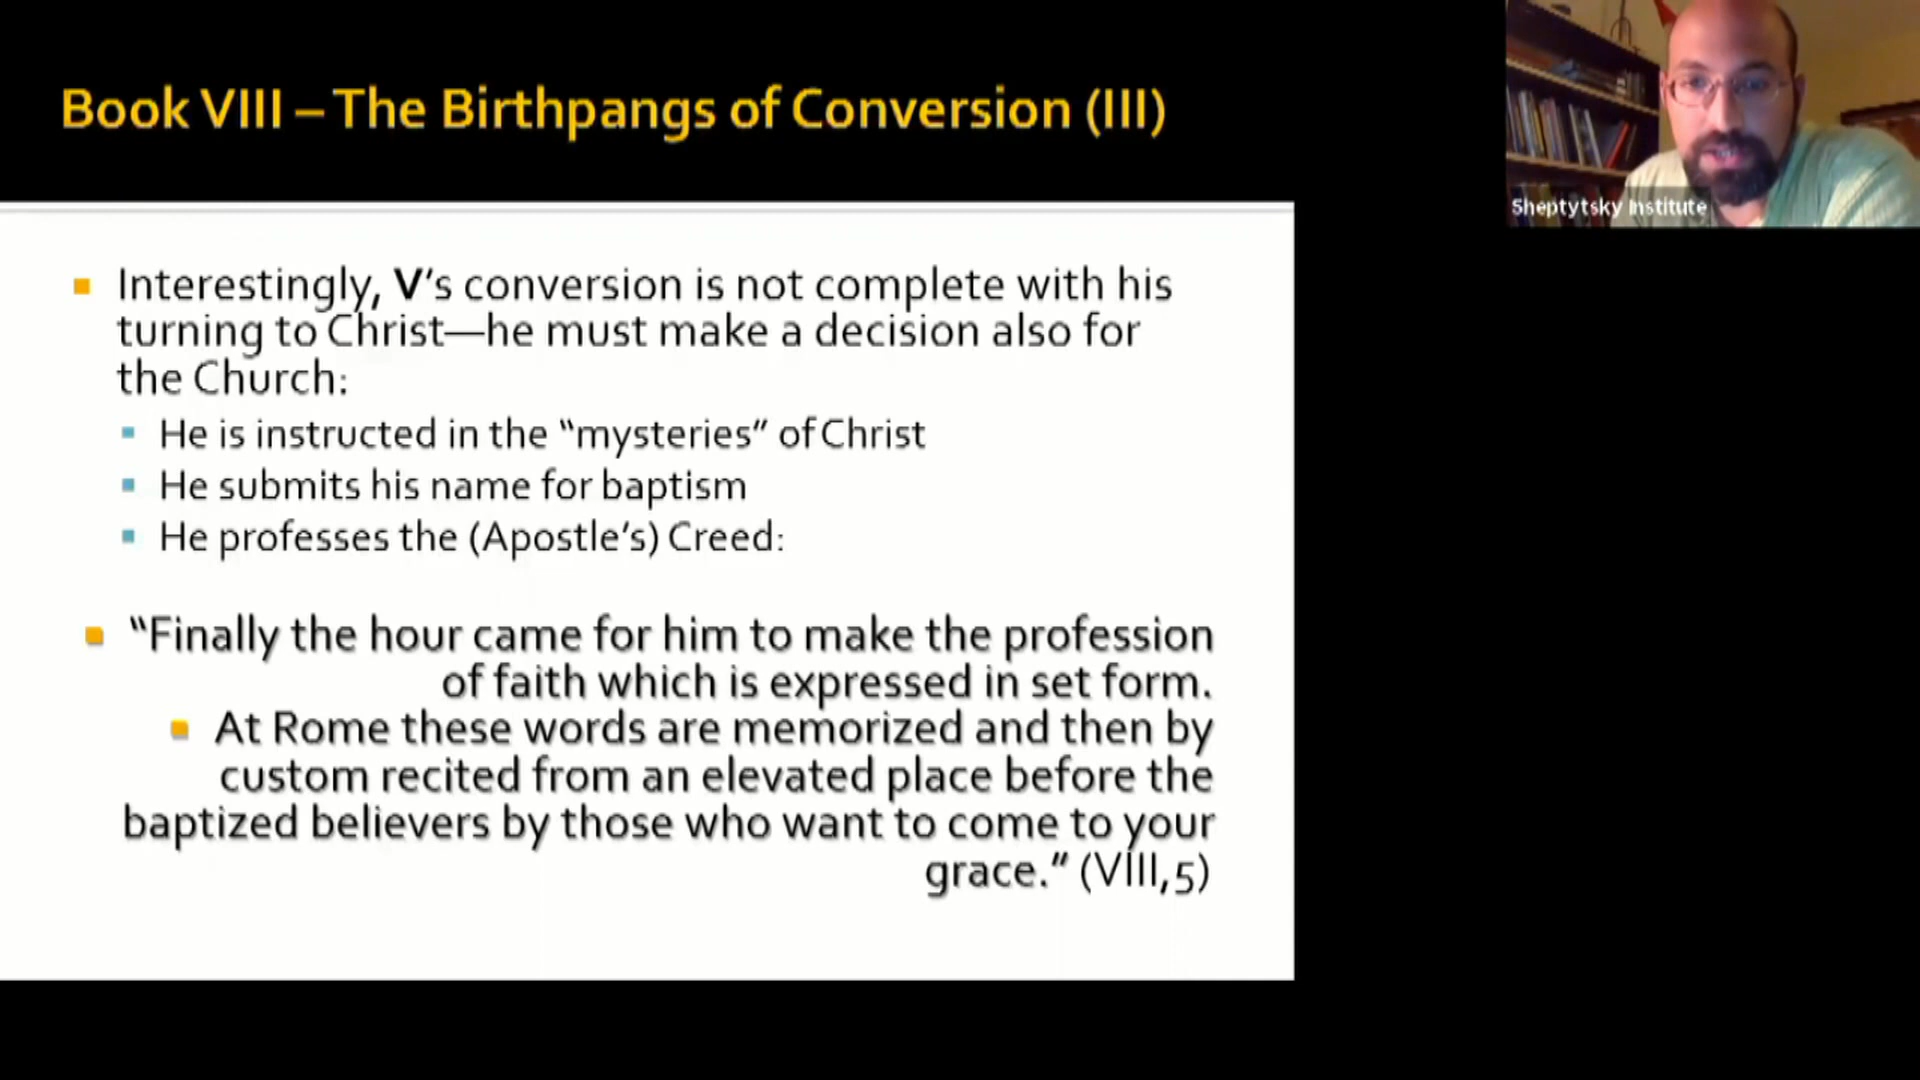 Book VIII – The Birthpangs of Conversion (III)
Sheptytsky Institute
Interestingly, V's conversion is not complete with his
turning to Christ—he must make a decision also for
the Church:
He is instructed in the “mysteries” of Christ
He submits his name for baptism
He professes the (Apostle's) Creed:
“Finally the hour came for him to make the profession
of faith which is expressed in set form.
At Rome these words are memorized and then by
custom recited from an elevated place before the
baptized believers by those who want to come to your
grace.” (VIII,5)